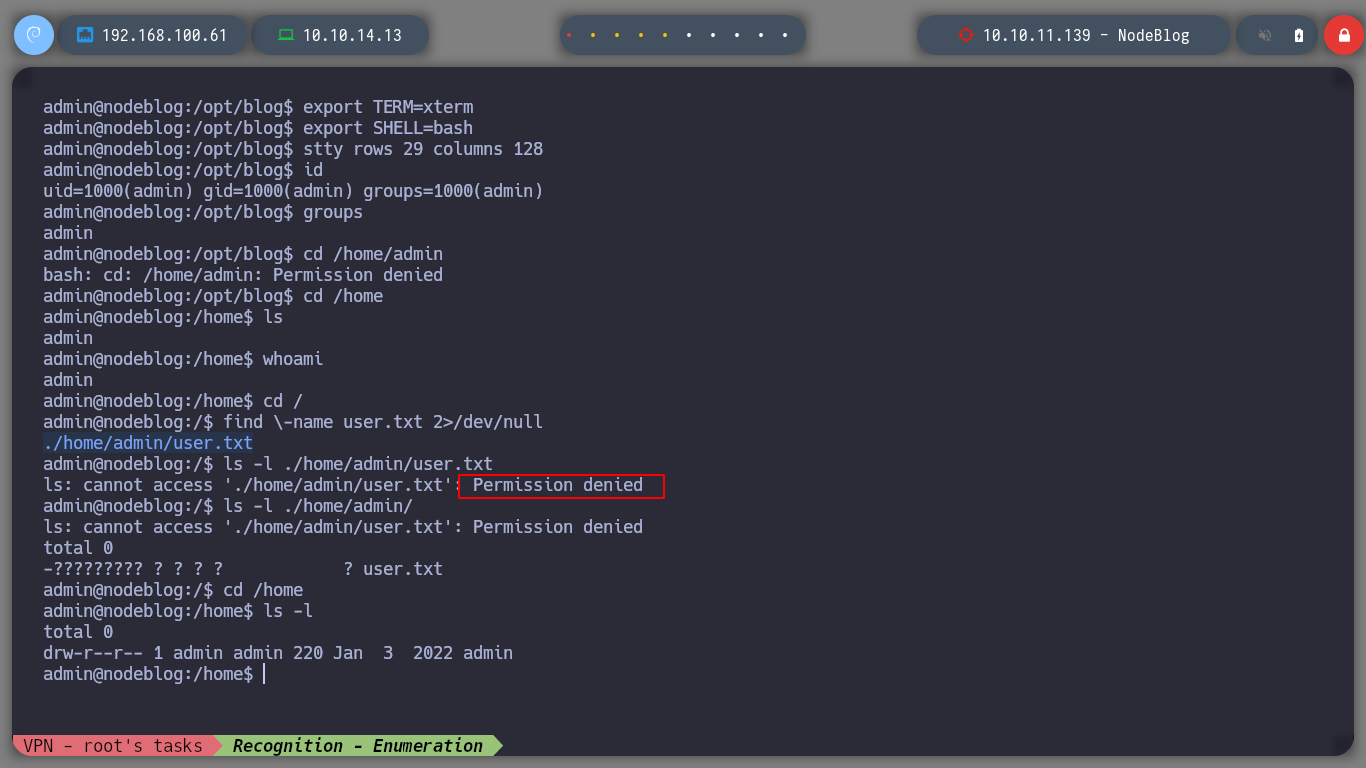 192.168.100.61
10.10.14.13
10.10.11.139 - NodeBlog
admin@nodeblog:/opt/blog$ export TERM=xterm
admin@nodeblog:/opt/blog$ export SHELL=bash
admin@nodeblog:/opt/blog$ stty rows 29 columns 128
admin@nodeblog:/opt/blog$ id
uid=1000(admin) gid=1000(admin) groups=1000(admin)
admin@nodeblog:/opt/blog$ groups
admin
admin@nodeblog:/opt/blog$ cd /home/admin
bash: cd: /home/admin: Permission denied
admin@nodeblog:/opt/blog$ cd /home
admin@nodeblog:/home$ ls
admin
admin@nodeblog:/home$ whoami
admin
admin@nodeblog:/home$ cd /
admin@nodeblog:/$ find \-name user.txt 2>/dev/null
./home/admin/user.txt
admin@nodeblog:/$ ls -l ./home/admin/user.txt
ls: cannot access './home/admin/user.txt': Permission denied
admin@nodeblog:/$ ls -l ./home/admin/
ls: cannot access './home/admin/user.txt': Permission denied
total 0
-????????? ? ? ? ?            ? user.txt
admin@nodeblog:/$ cd /home
admin@nodeblog:/home$ ls -l
total 0
drw-r--r-- 1 admin admin 220 Jan  3  2022 admin
admin@nodeblog:/home$
VPN - root's tasks
Recognition - Enumeration